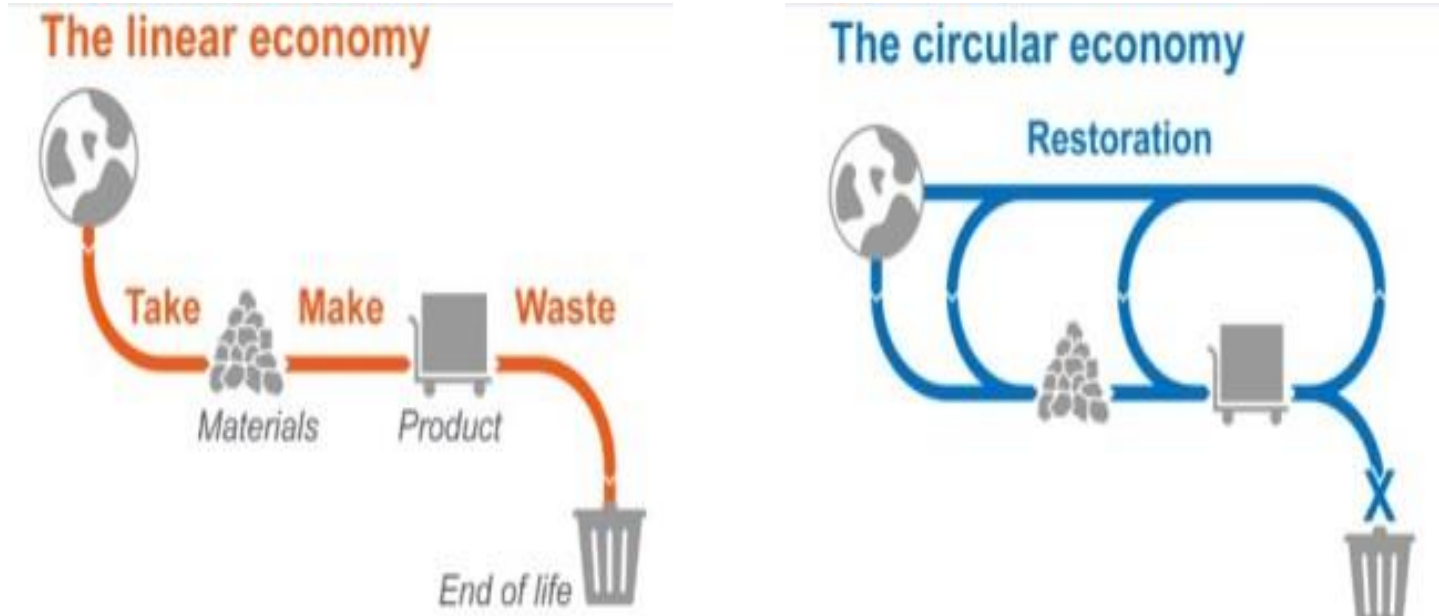 The linear economy
Take
Make
Waste
Materials
Product
End of life
The circular economy
Restoration
X